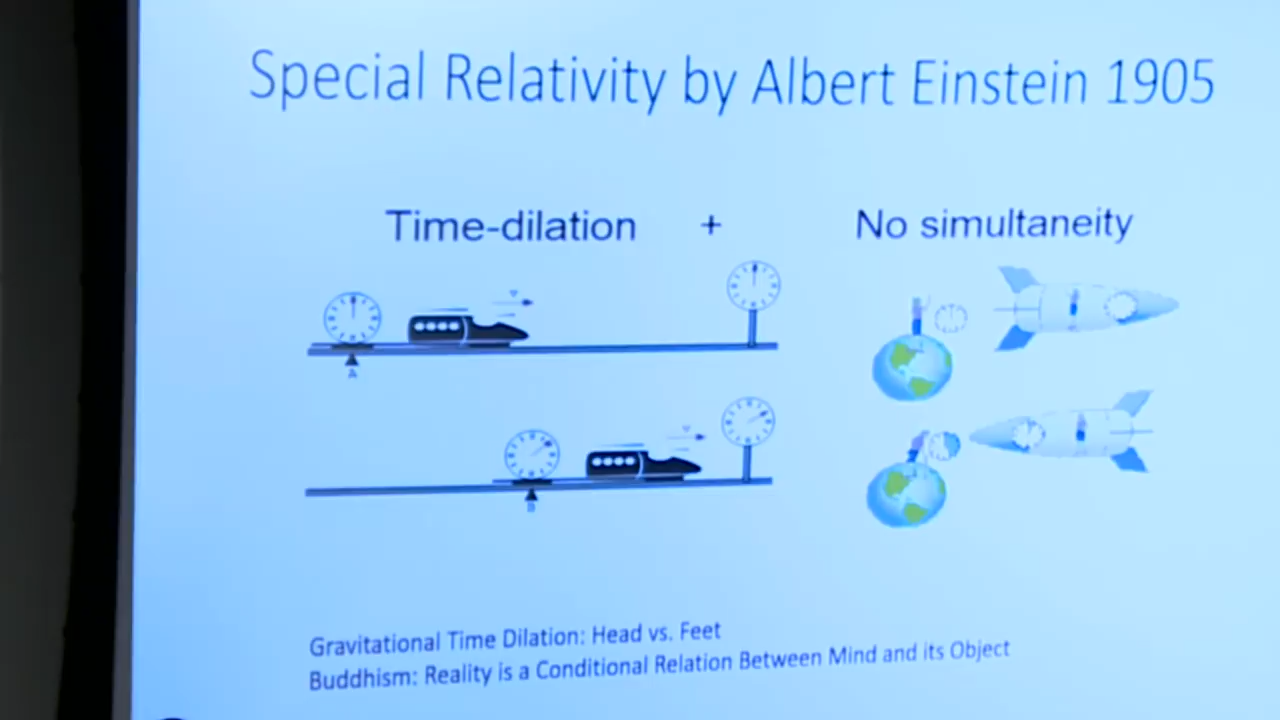 Special Relativity by Albert Einstein 1905
Time-dilation + No simultaneity
v
A
v
B
Gravitational Time Dilation: Head vs. Feet
Buddhism: Reality is a Conditional Relation Between Mind and its Object